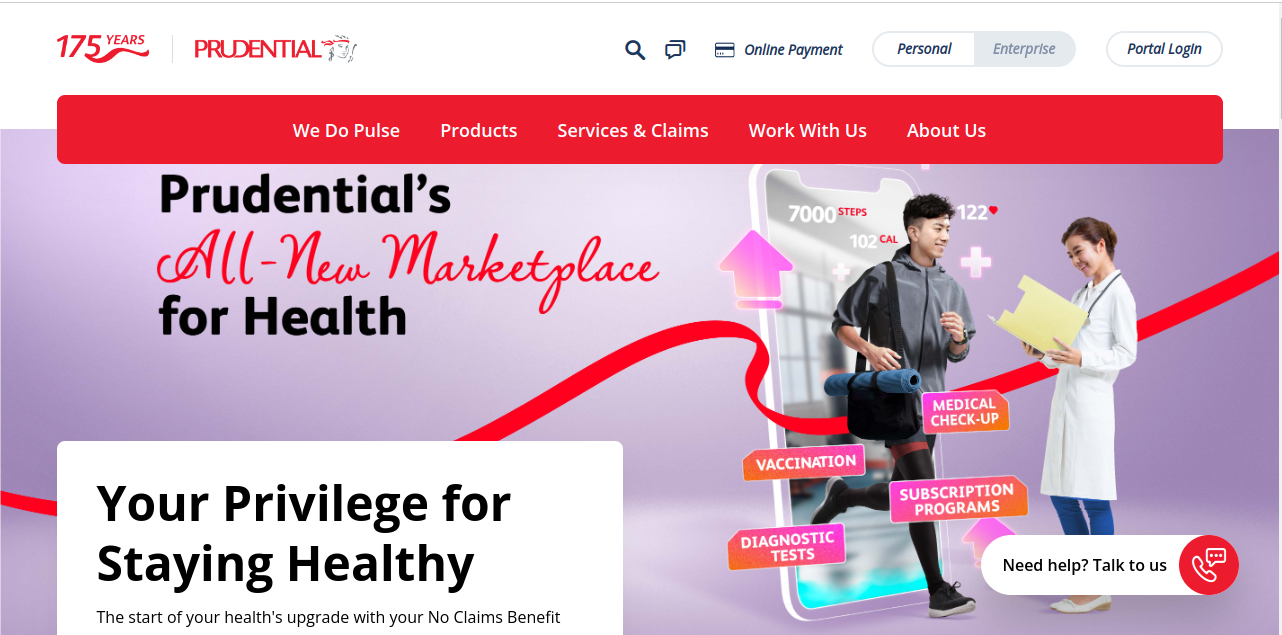 175 YEARS
PRUDENTIAL
Online Payment
Personal
Enterprise
Portal Login
We Do Pulse
Products
Services & Claims
Work With Us
About Us
Prudential's
All-New Marketplace
for Health
7000 STEPS
122
102 CAL
MEDICAL
CHECK-UP
VACCINATION
SUBSCRIPTION
PROGRAMS
DIAGNOSTIC
TESTS
Your Privilege for
Staying Healthy
The start of your health's upgrade with your No Claims Benefit
Need help? Talk to us